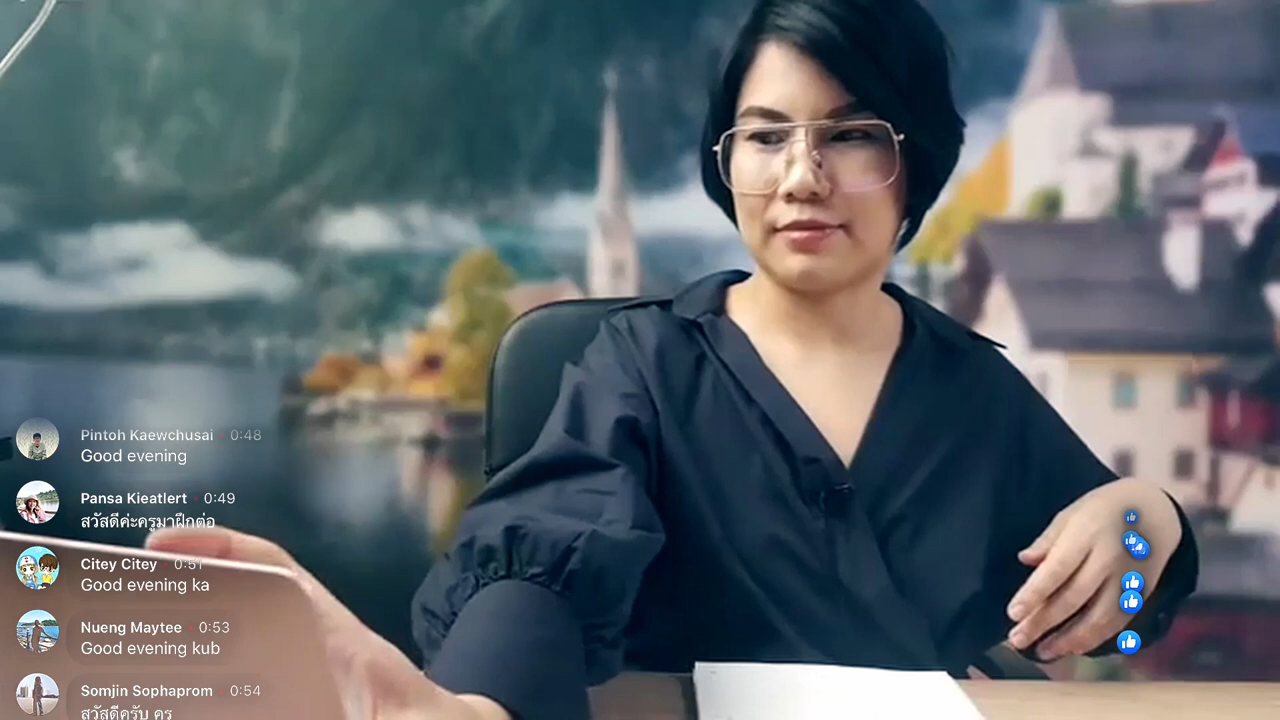 Pintoh Kaewchusai · 0:48
Good evening
Pansa Kieatlert · 0:49
สวัสดีค่ะครูมาฝึกต่อ
Citey Citey · 0:51
Good evening ka
Nueng Maytee · 0:53
Good evening kub
Somjin Sophaprom 0:54
สวัสดีครับ คร